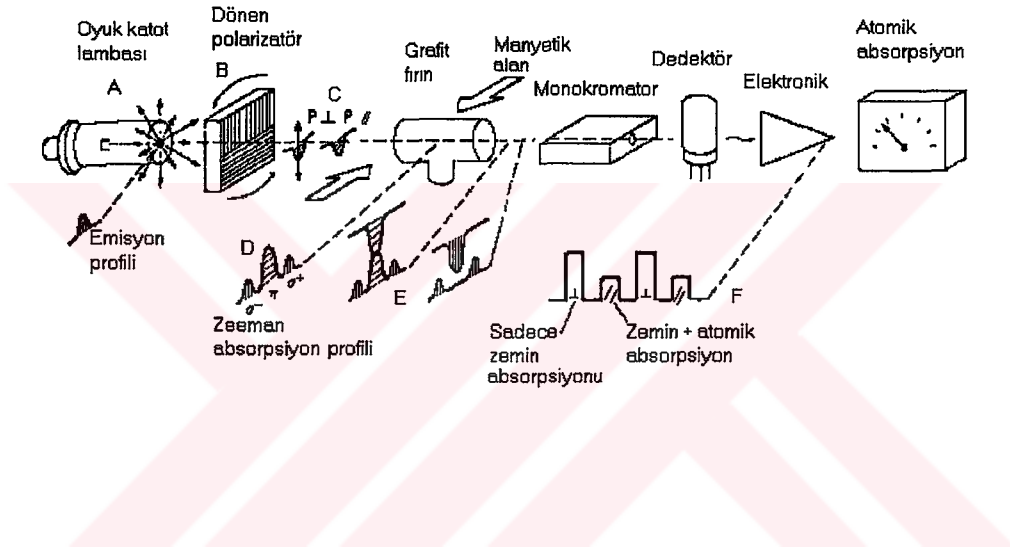 Oyuk katot
lambası
A
Dönen
polarizatör
B
C
P ⊥ P //
Grafit
fırın
Manyetik
alan
Monokromator
Dedektör
Elektronik
Atomik
absorpsiyon
Emisyon
profili
D
σ⁻ π σ⁺
Zeeman
absorpsiyon profili
E
⊥ // ⊥ //
F
Sadece
zemin
absorpsiyonu
Zemin + atomik
absorpsiyon